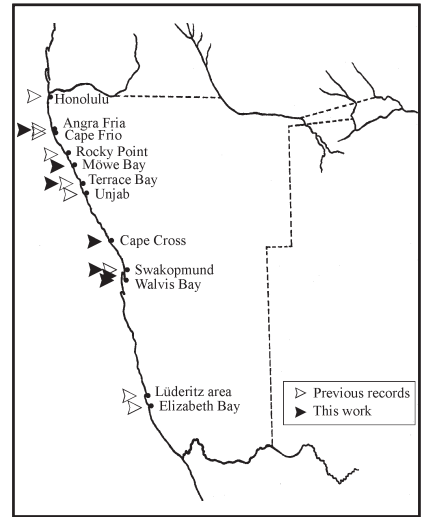 Honolulu
Angra Fria
Cape Frio
Rocky Point
Möwe Bay
Terrace Bay
Unjab
Cape Cross
Swakopmund
Walvis Bay
Lüderitz area
Elizabeth Bay
Previous records
This work